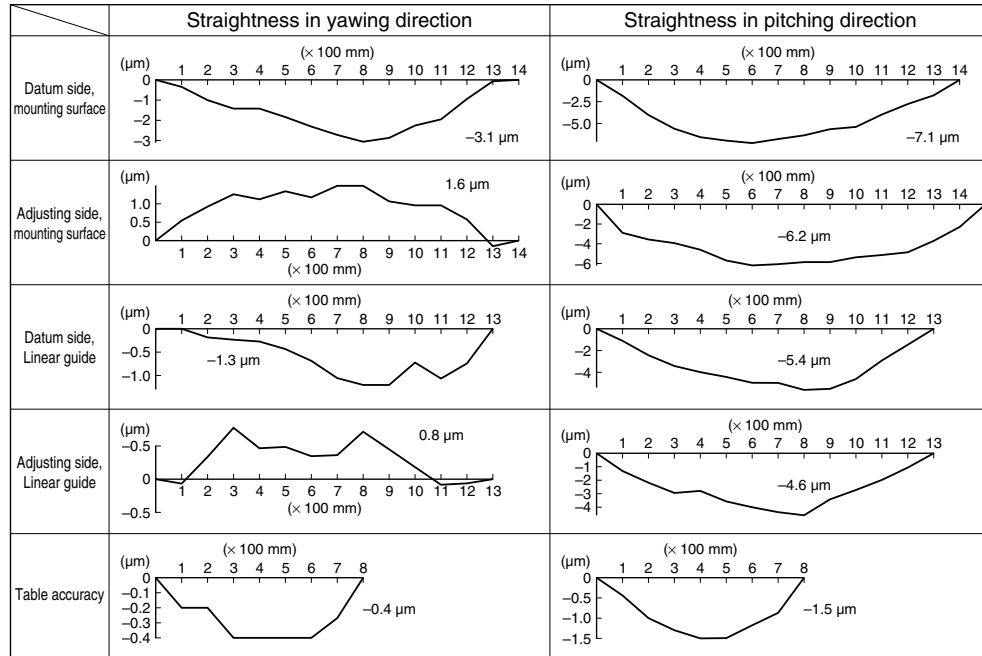 Straightness in yawing direction
Straightness in pitching direction
Datum side,
mounting surface
(× 100 mm)
(μm) 1 2 3 4 5 6 7 8 9 10 11 12 13 14
0
−1
−2
−3
−3.1 μm
(× 100 mm)
(μm) 1 2 3 4 5 6 7 8 9 10 11 12 13 14
0
−2.5
−5.0
−7.1 μm
Adjusting side,
mounting surface
(μm)
1.6 μm
1.0
0.5
0
1 2 3 4 5 6 7 8 9 10 11 12 13 14
(× 100 mm)
(× 100 mm)
(μm) 1 2 3 4 5 6 7 8 9 10 11 12 13 14
0
−2
−4
−6
−6.2 μm
Datum side,
Linear guide
(× 100 mm)
(μm) 1 2 3 4 5 6 7 8 9 10 11 12 13
0
−0.5
−1.0
−1.3 μm
(× 100 mm)
(μm) 1 2 3 4 5 6 7 8 9 10 11 12 13
0
−2
−4
−5.4 μm
Adjusting side,
Linear guide
(μm)
0.8 μm
−0.5
0
−0.5
1 2 3 4 5 6 7 8 9 10 11 12 13
(× 100 mm)
(× 100 mm)
(μm) 1 2 3 4 5 6 7 8 9 10 11 12 13
0
−1
−2
−3
−4
−4.6 μm
Table accuracy
(× 100 mm)
(μm) 1 2 3 4 5 6 7 8
0
−0.1
−0.2
−0.3
−0.4
−0.4 μm
(× 100 mm)
(μm) 1 2 3 4 5 6 7 8
0
−0.5
−1.0
−1.5
−1.5 μm